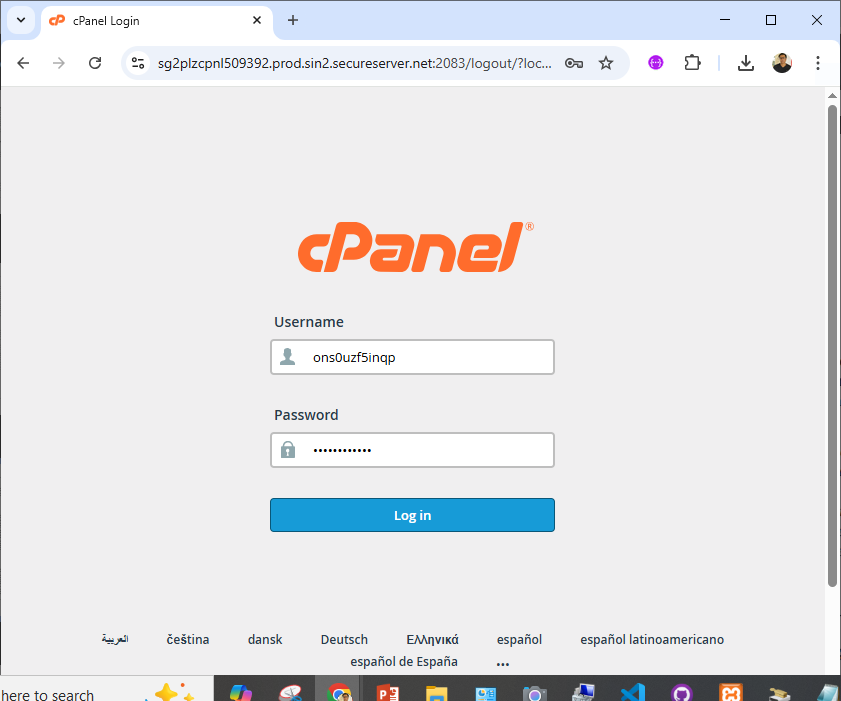 cPanel Login
sg2plzcpnl509392.prod.sin2.secureserver.net:2083/logout/?loc...
cPanel®
Username
ons0uzf5inqp
Password
••••••••••••
Log in
العربية čeština dansk Deutsch Ελληνικά español español latinoamericano
español de España •••
here to search